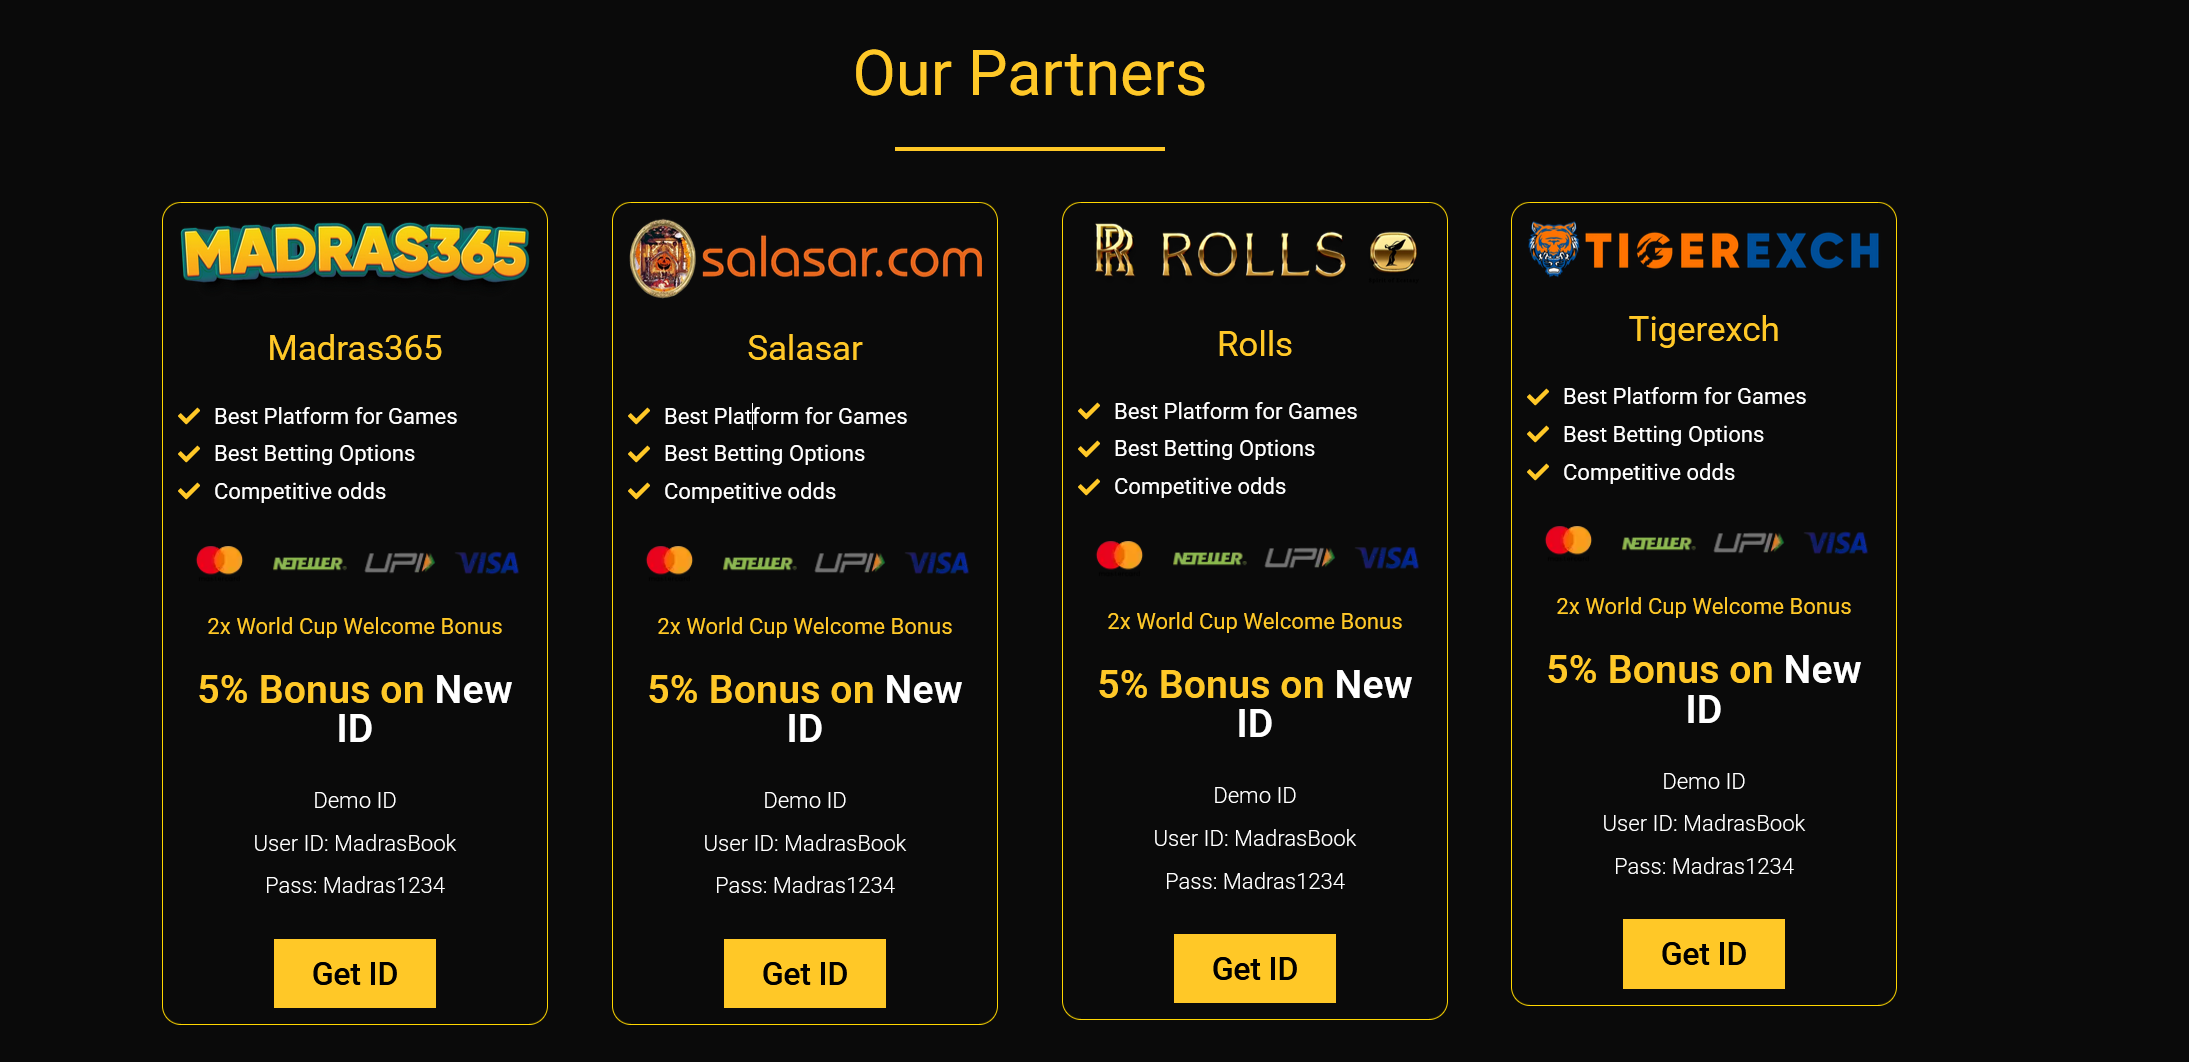 Our Partners
MADRAS365
Madras365
Best Platform for Games
Best Betting Options
Competitive odds
NETELLER UPI VISA
2x World Cup Welcome Bonus
5% Bonus on New
ID
Demo ID
User ID: MadrasBook
Pass: Madras1234
Get ID
salasar.com
Salasar
Best Platform for Games
Best Betting Options
Competitive odds
NETELLER UPI VISA
2x World Cup Welcome Bonus
5% Bonus on New
ID
Demo ID
User ID: MadrasBook
Pass: Madras1234
Get ID
RR ROLLS
Rolls
Best Platform for Games
Best Betting Options
Competitive odds
NETELLER UPI VISA
2x World Cup Welcome Bonus
5% Bonus on New
ID
Demo ID
User ID: MadrasBook
Pass: Madras1234
Get ID
TIGEREXCH
Tigerexch
Best Platform for Games
Best Betting Options
Competitive odds
NETELLER UPI VISA
2x World Cup Welcome Bonus
5% Bonus on New
ID
Demo ID
User ID: MadrasBook
Pass: Madras1234
Get ID